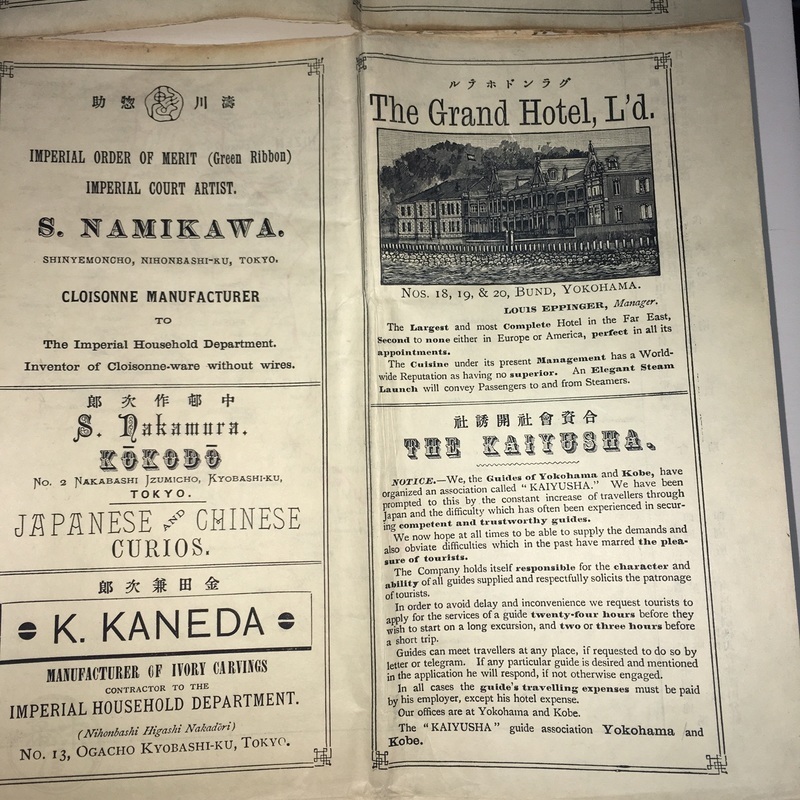 助惣 川濤
IMPERIAL ORDER OF MERIT (Green Ribbon)
IMPERIAL COURT ARTIST.
S. NAMIKAWA.
SHINYEMONCHO, NIHONBASHI-KU, TOKYO.
CLOISONNE MANUFACTURER
TO
The Imperial Household Department.
Inventor of Cloisonne-ware without wires.
郎次作邨中
S. Nakamura.
KŌKODŌ
No. 2 NAKABASHI IZUMICHO, KYOBASHI-KU,
TOKYO.
JAPANESE AND CHINESE
CURIOS.
郎次兼田金
K. KANEDA
MANUFACTURER OF IVORY CARVINGS
CONTRACTOR TO THE
IMPERIAL HOUSEHOLD DEPARTMENT.
(Nihonbashi Higashi Nakadori)
No. 13, OGACHO KYOBASHI-KU, TOKYO.
ルテホドンラグ
The Grand Hotel, L'd.
Nos. 18, 19, & 20, BUND, YOKOHAMA.
LOUIS EPPINGER, Manager.
The Largest and most Complete Hotel in the Far East,
Second to none either in Europe or America, perfect in all its
appointments.
The Cuisine under its present Management has a World-
wide Reputation as having no superior. An Elegant Steam
Launch will convey Passengers to and from Steamers.
社誘開社會資合
THE KAIYUSHA.
NOTICE.—We, the Guides of Yokohama and Kobe, have
organized an association called "KAIYUSHA." We have been
prompted to this by the constant increase of travellers through
Japan and the difficulty which has often been experienced in secur-
ing competent and trustworthy guides.
We now hope at all times to be able to supply the demands and
also obviate difficulties which in the past have marred the plea-
sure of tourists.
The Company holds itself responsible for the character and
ability of all guides supplied and respectfully solicits the patronage
of tourists.
In order to avoid delay and inconvenience we request tourists to
apply for the services of a guide twenty-four hours before they
wish to start on a long excursion, and two or three hours before
a short trip.
Guides can meet travellers at any place, if requested to do so by
letter or telegram. If any particular guide is desired and mentioned
in the application he will respond, if not otherwise engaged.
In all cases the guide's travelling expenses must be paid
by his employer, except his hotel expense.
Our offices are at Yokohama and Kobe.
The "KAIYUSHA" guide association Yokohama and
Kobe.